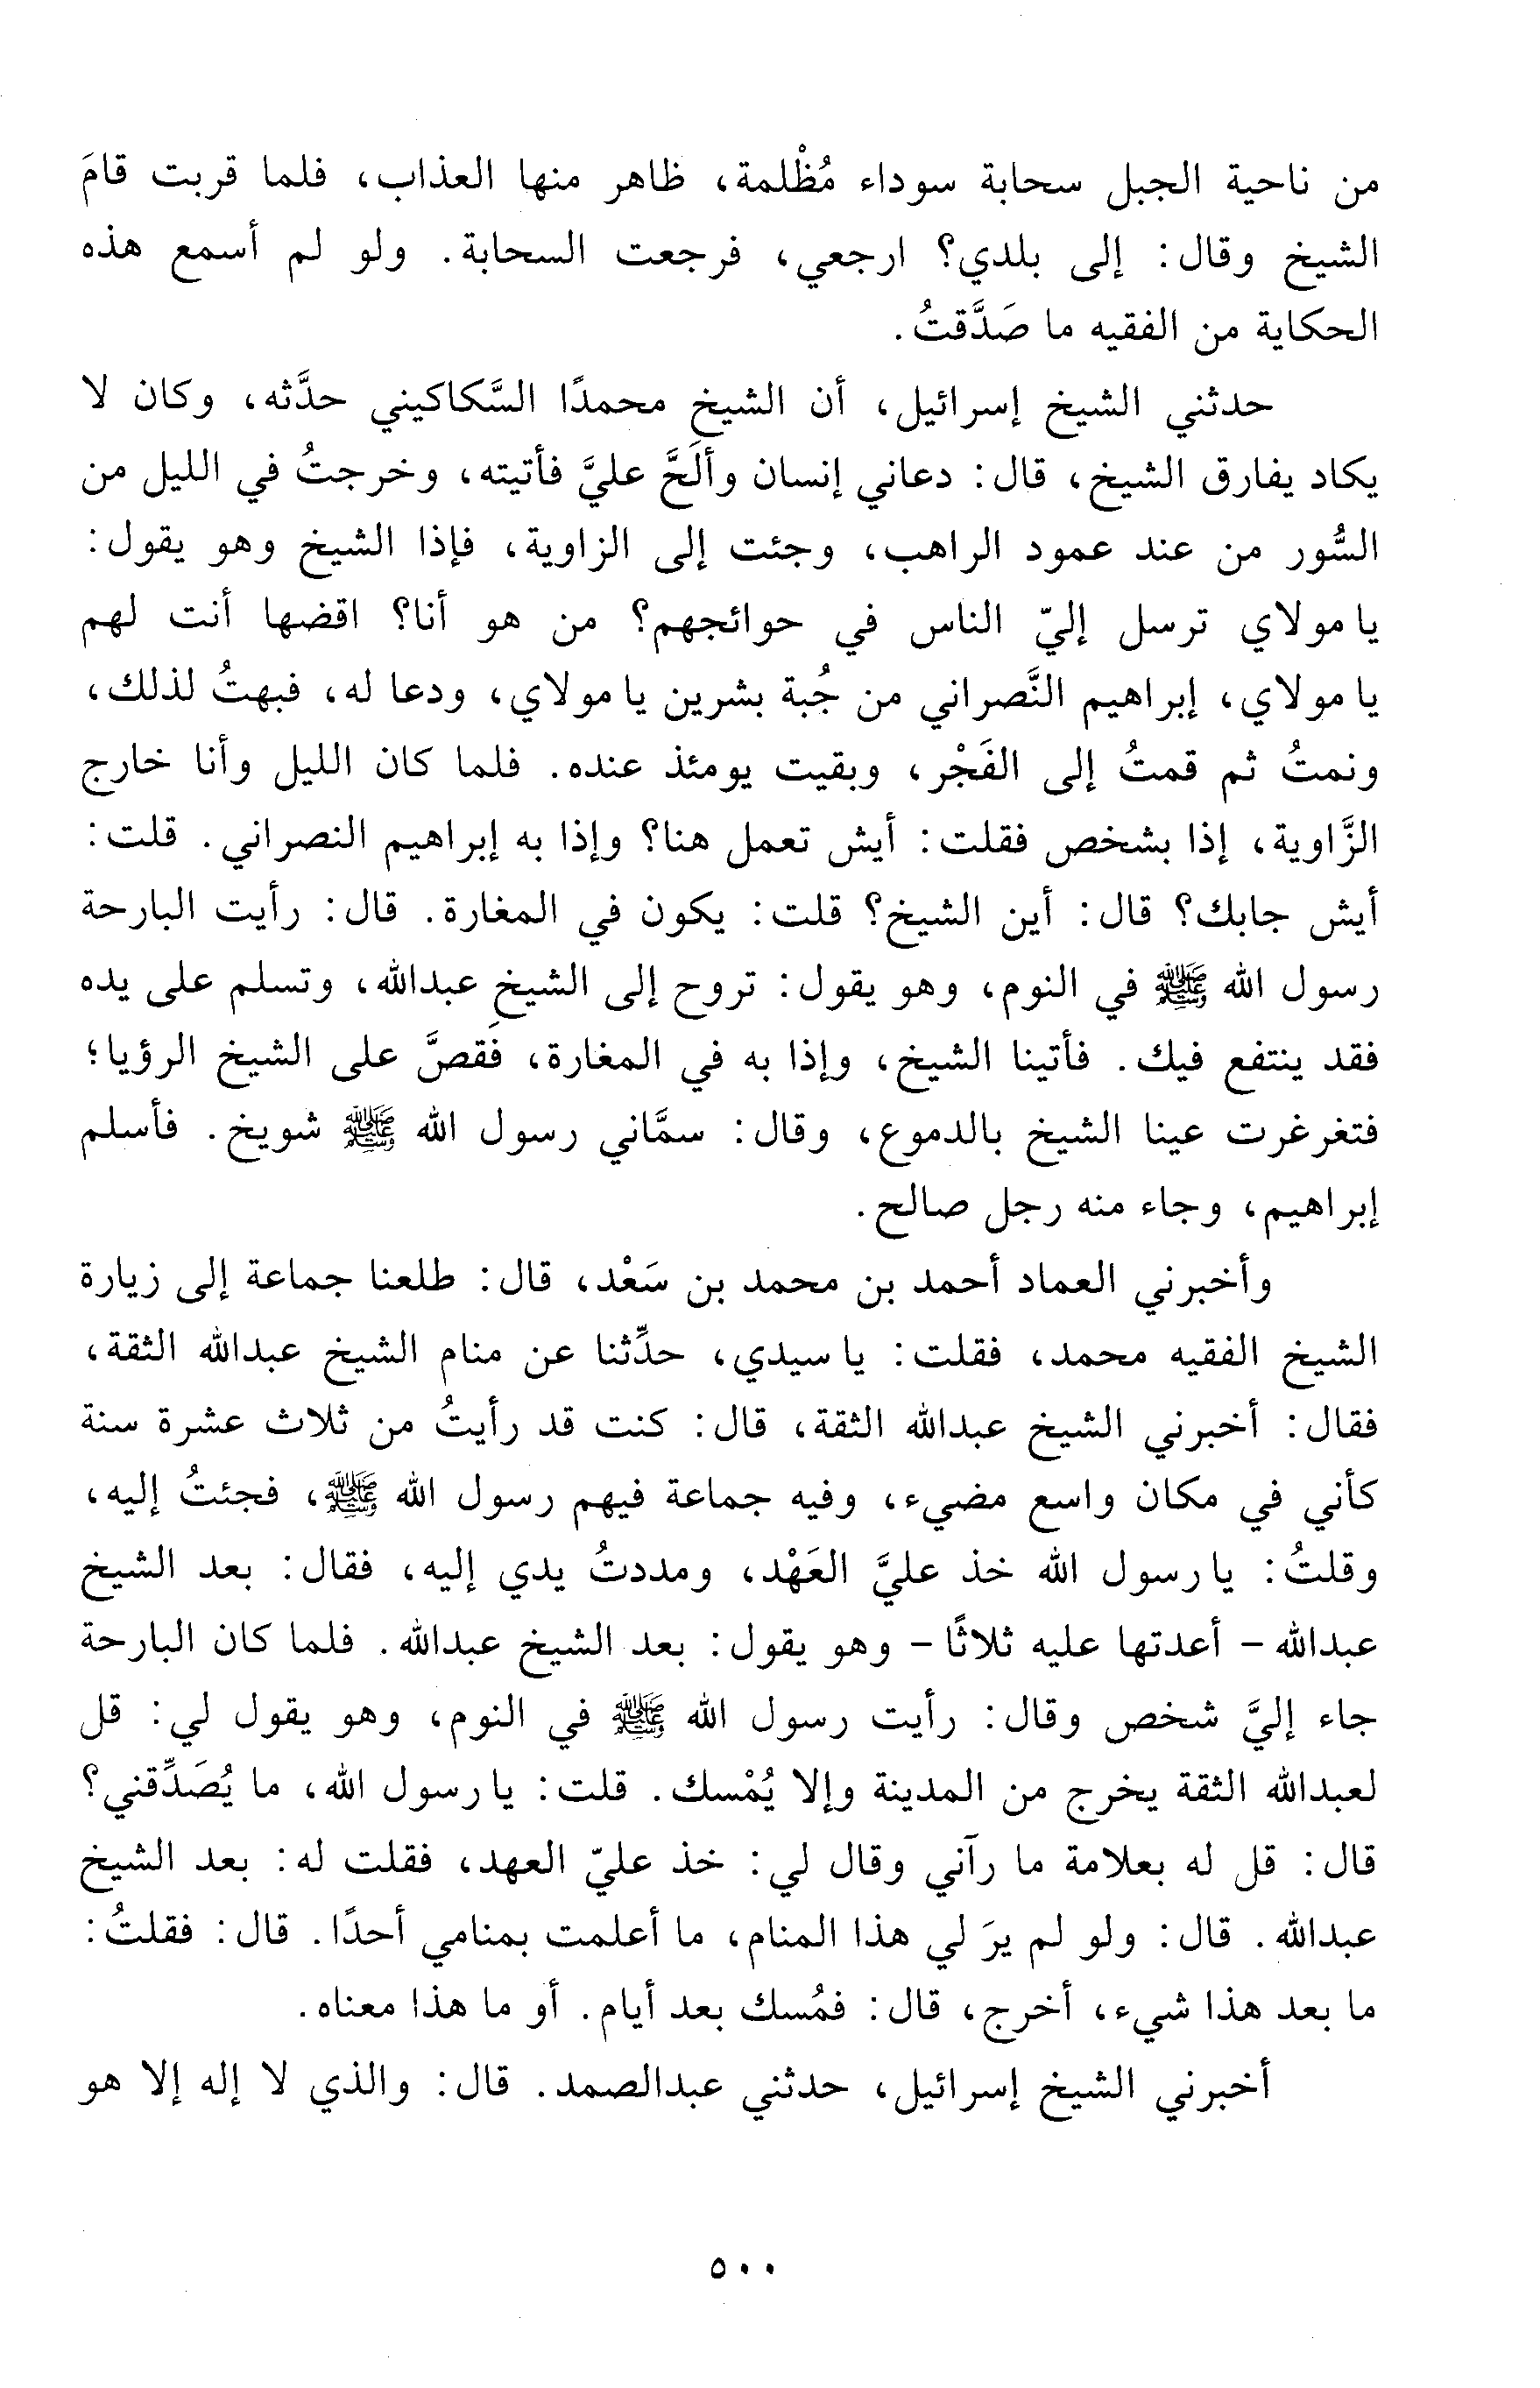 من ناحية الجبل سحابة سوداء مُظْلمة، ظاهر منها العذاب، فلما قربت قامَ
الشيخ وقال: إلى بلدي؟ ارجعي، فرجعت السحابة. ولو لم أسمع هذه
الحكاية من الفقيه ما صَدَّقتُ.
حدثني الشيخ إسرائيل، أن الشيخ محمدًا السَّكاكيني حدَّثه، وكان لا
يكاد يفارق الشيخ، قال: دعاني إنسان وألَحَّ عليَّ فأتيته، وخرجتُ في الليل من
السُّور من عند عمود الراهب، وجئت إلى الزاوية، فإذا الشيخ وهو يقول:
يا مولاي ترسل إليّ الناس في حوائجهم؟ من هو أنا؟ اقضها أنت لهم
يا مولاي، إبراهيم النَّصراني من جُبة بشرين يا مولاي، ودعا له، فبهتُ لذلك،
ونمتُ ثم قمتُ إلى الفَجْر، وبقيت يومئذ عنده. فلما كان الليل وأنا خارج
الزَّاوية، إذا بشخص فقلت: أيش تعمل هنا؟ وإذا به إبراهيم النصراني. قلت:
أيش جابك؟ قال: أين الشيخ؟ قلت: يكون في المغارة. قال: رأيت البارحة
رسول الله ﷺ في النوم، وهو يقول: تروح إلى الشيخ عبدالله، وتسلم على يده
فقد ينتفع فيك. فأتينا الشيخ، وإذا به في المغارة، فَقصَّ على الشيخ الرؤيا؛
فتغرغرت عينا الشيخ بالدموع، وقال: سمَّاني رسول الله ﷺ شويخ. فأسلم
إبراهيم، وجاء منه رجل صالح.
وأخبرني العماد أحمد بن محمد بن سَعْد، قال: طلعنا جماعة إلى زيارة
الشيخ الفقيه محمد، فقلت: يا سيدي، حدِّثنا عن منام الشيخ عبدالله الثقة،
فقال: أخبرني الشيخ عبدالله الثقة، قال: كنت قد رأيتُ من ثلاث عشرة سنة
كأني في مكان واسع مضيء، وفيه جماعة فيهم رسول الله ﷺ، فجئتُ إليه،
وقلتُ: يا رسول الله خذ عليَّ العَهْد، ومددتُ يدي إليه، فقال: بعد الشيخ
عبدالله - أعدتها عليه ثلاثًا - وهو يقول: بعد الشيخ عبدالله. فلما كان البارحة
جاء إليَّ شخص وقال: رأيت رسول الله ﷺ في النوم، وهو يقول لي: قل
لعبدالله الثقة يخرج من المدينة وإلا يُمْسك. قلت: يا رسول الله، ما يُصَدِّقني؟
قال: قل له بعلامة ما رآني وقال لي: خذ عليّ العهد، فقلت له: بعد الشيخ
عبدالله. قال: ولو لم يرَ لي هذا المنام، ما أعلمت بمنامي أحدًا. قال: فقلتُ:
ما بعد هذا شيء، أخرج، قال: فمُسك بعد أيام. أو ما هذا معناه.
أخبرني الشيخ إسرائيل، حدثني عبدالصمد. قال: والذي لا إله إلا هو
٥٠٠